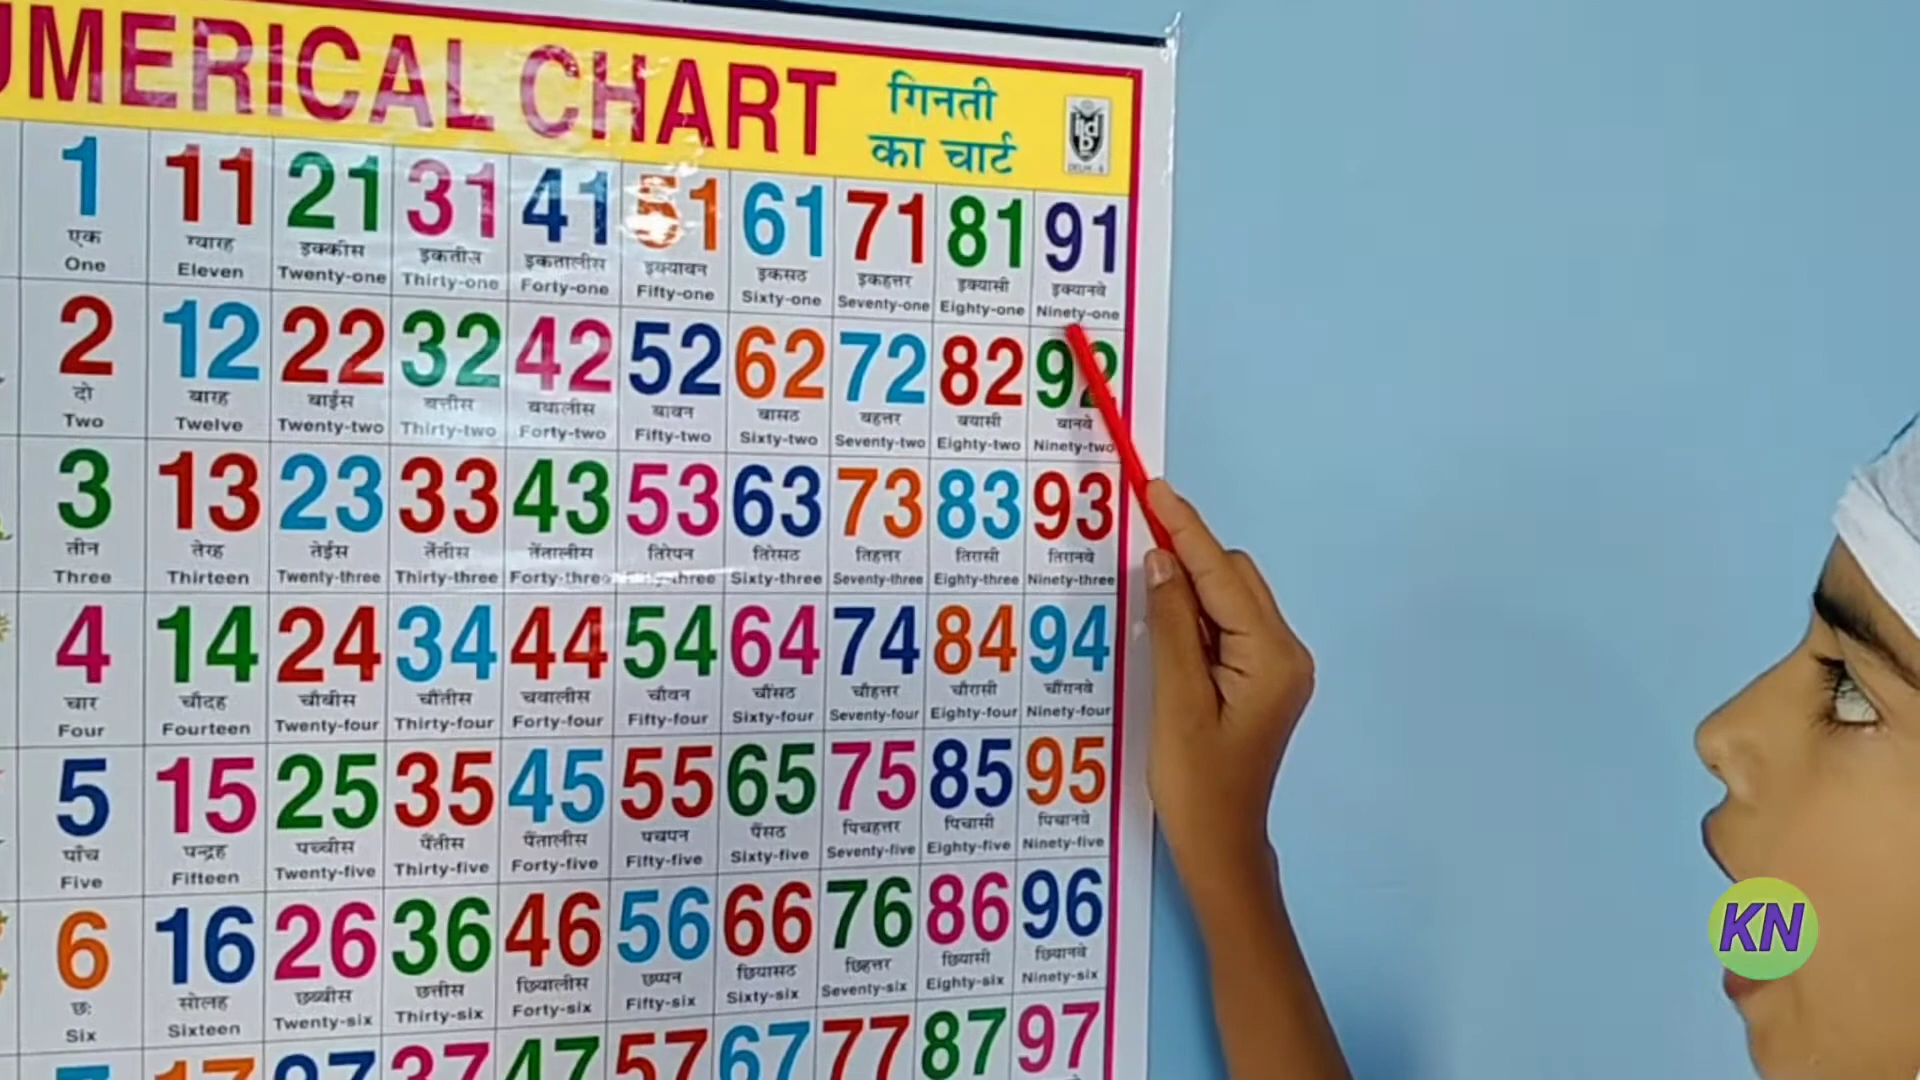 UMERICAL CHART
गिनती
का चार्ट
DELHI-6
1 11 21 31 41 51 61 71 81 91
एक ग्यारह इक्कीस इकतीस इकतालीस इक्यावन इकसठ इकहत्तर इक्यासी इक्यानवे
One Eleven Twenty-one Thirty-one Forty-one Fifty-one Sixty-one Seventy-one Eighty-one Ninety-one
2 12 22 32 42 52 62 72 82 92
दो बारह बाईस बत्तीस बयालीस बावन बासठ बहत्तर बयासी बानवे
Two Twelve Twenty-two Thirty-two Forty-two Fifty-two Sixty-two Seventy-two Eighty-two Ninety-two
3 13 23 33 43 53 63 73 83 93
तीन तेरह तेईस तेंतीस तेंतालीस तिरेपन तिरेसठ तिहत्तर तिरासी तिरानवे
Three Thirteen Twenty-three Thirty-three Forty-three Fifty-three Sixty-three Seventy-three Eighty-three Ninety-three
4 14 24 34 44 54 64 74 84 94
चार चौदह चौबीस चौंतीस चवालीस चौवन चौंसठ चौहत्तर चौरासी चौरानवे
Four Fourteen Twenty-four Thirty-four Forty-four Fifty-four Sixty-four Seventy-four Eighty-four Ninety-four
5 15 25 35 45 55 65 75 85 95
पाँच पन्द्रह पच्चीस पैंतीस पैंतालीस पचपन पैंसठ पिचहत्तर पिचासी पिचानवे
Five Fifteen Twenty-five Thirty-five Forty-five Fifty-five Sixty-five Seventy-five Eighty-five Ninety-five
6 16 26 36 46 56 66 76 86 96
छः सोलह छब्बीस छत्तीस छियालीस छप्पन छियासठ छिहत्तर छियासी छियानवे
Six Sixteen Twenty-six Thirty-six Forty-six Fifty-six Sixty-six Seventy-six Eighty-six Ninety-six
7 17 27 37 47 57 67 77 87 97
KN